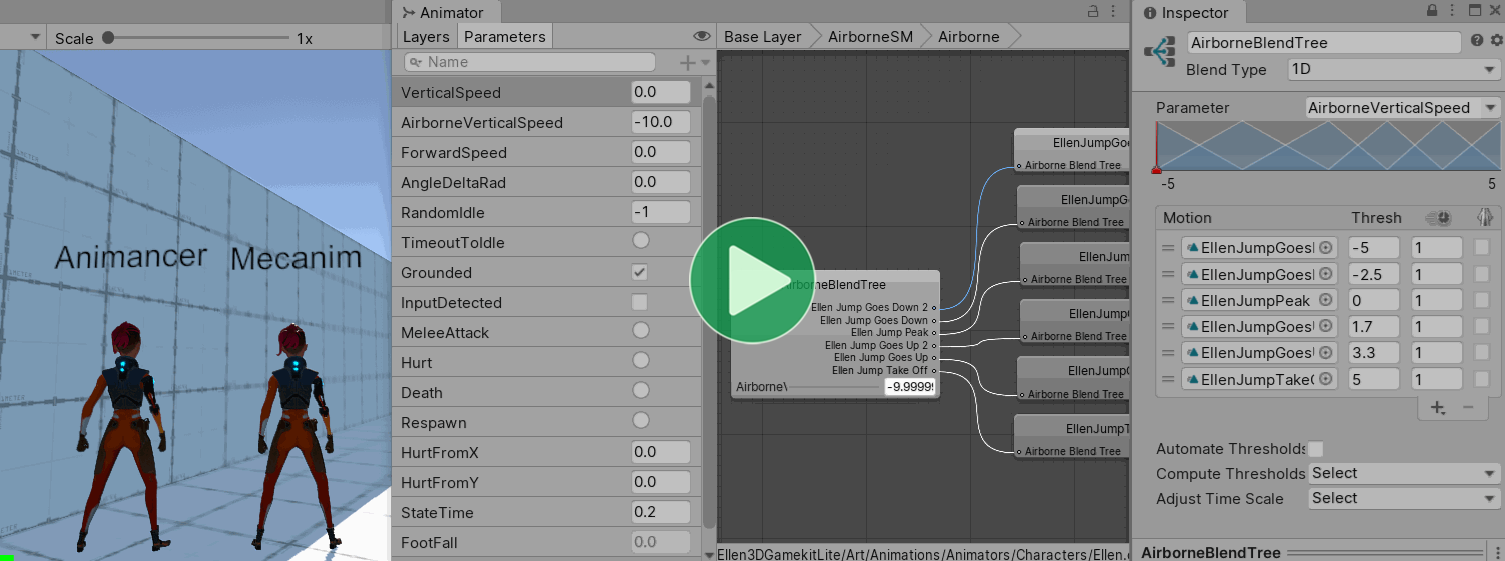 Scale 1x
Animancer Mecanim
Animator
Layers Parameters
Name
VerticalSpeed 0.0
AirborneVerticalSpeed -10.0
ForwardSpeed 0.0
AngleDeltaRad 0.0
RandomIdle -1
TimeoutToIdle
Grounded
InputDetected
MeleeAttack
Hurt
Death
Respawn
HurtFromX 0.0
HurtFromY 0.0
StateTime 0.2
FootFall 0.0
Base Layer AirborneSM Airborne
AirborneBlendTree
Ellen Jump Goes Down 2
Ellen Jump Goes Down
Ellen Jump Peak
Ellen Jump Goes Up 2
Ellen Jump Goes Up
Ellen Jump Take Off
Airborne\ -9.9999
EllenJumpGoe
Airborne Blend Tree
EllenJumpG
Airborne Blend Tree
EllenJum
Airborne Blend Tree
EllenJump
Airborne Blend Tree
EllenJump
Airborne Blend Tree
EllenJumpT
Airborne Blend Tree
Ellen3DGamekitLite/Art/Animations/Animators/Characters/Ellen.
Inspector
AirborneBlendTree
Blend Type 1D
Parameter AirborneVerticalSpeed
-5 5
Motion Thresh
EllenJumpGoes -5 1
EllenJumpGoes -2.5 1
EllenJumpPeak 0 1
EllenJumpGoes 1.7 1
EllenJumpGoes 3.3 1
EllenJumpTake 5 1
Automate Thresholds
Compute Thresholds Select
Adjust Time Scale Select
AirborneBlendTree